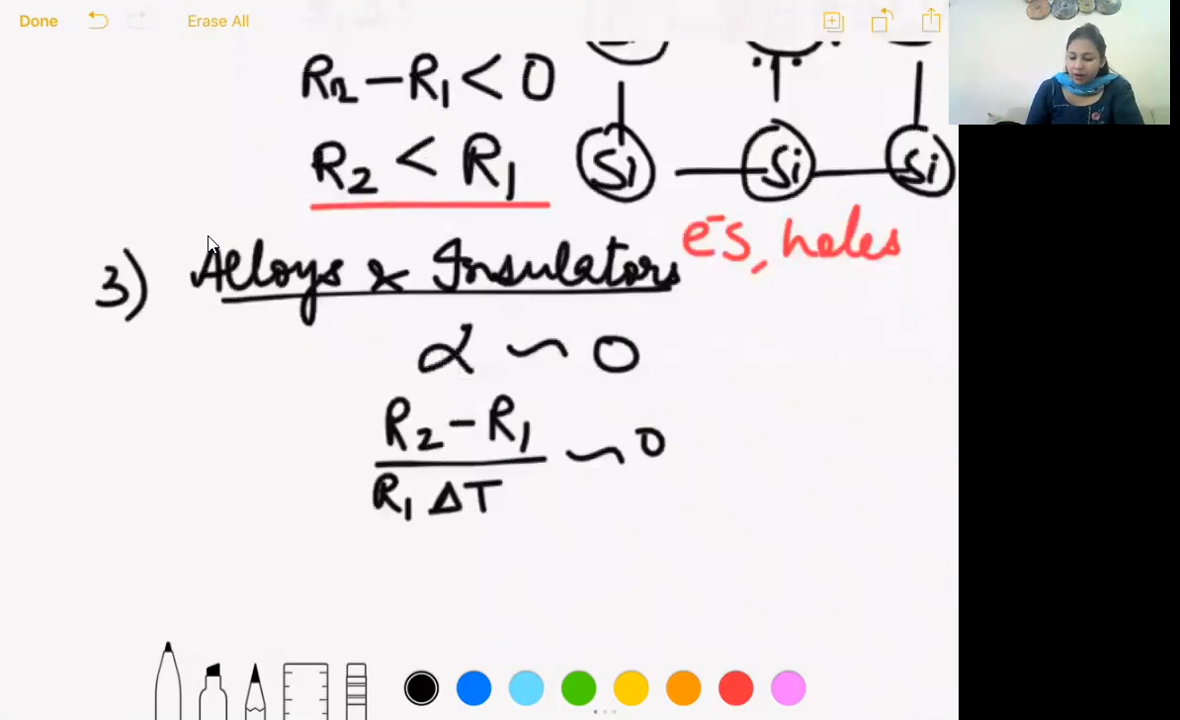 Done Erase All
R2 - R1 < 0
R2 < R1
Si Si Si
e-s, holes
3) Alloys & Insulators
α ∼ 0
R2 - R1
R1 ΔT
∼ 0